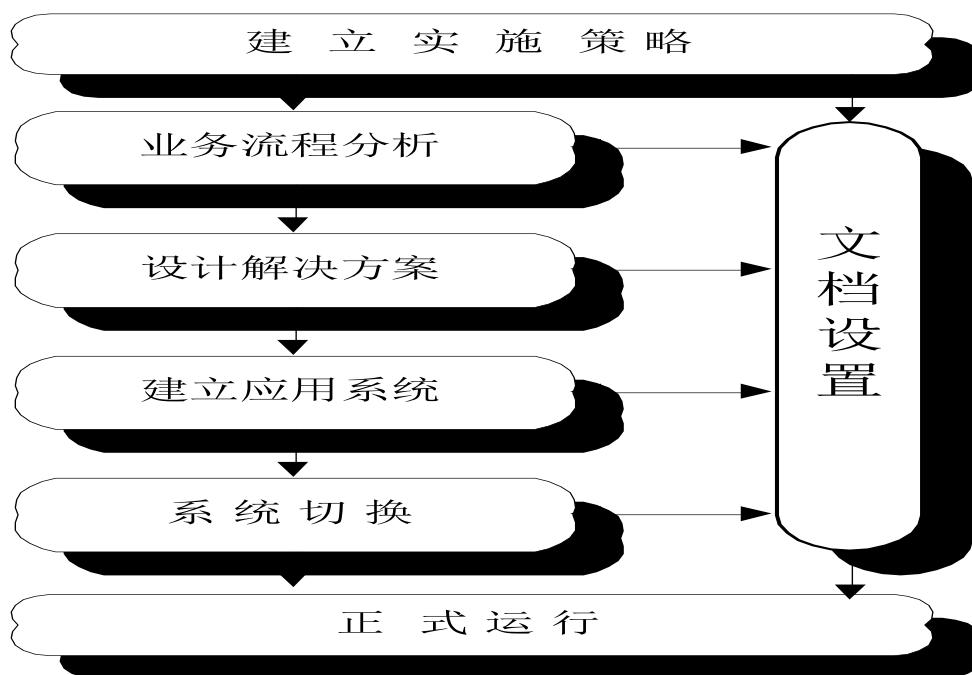 建立实施策略
业务流程分析
设计解决方案
建立应用系统
系统切换
文档设置
正式运行